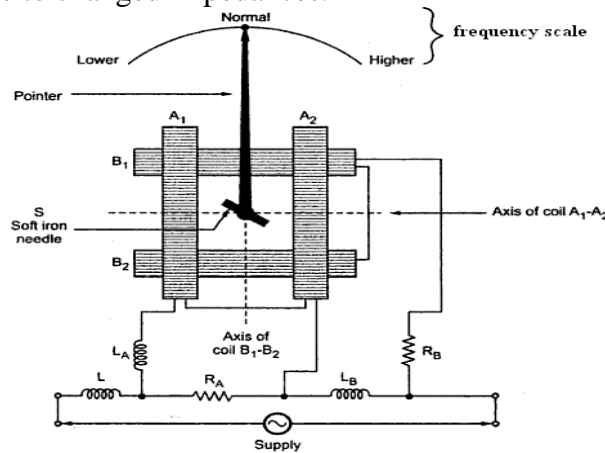 Normal
frequency scale
Lower
Higher
Pointer
A1
A2
B1
S
Axis of coil A1-A2
Soft iron
needle
B2
Axis of
coil B1-B2
LA
RB
L
RA
LB
Supply